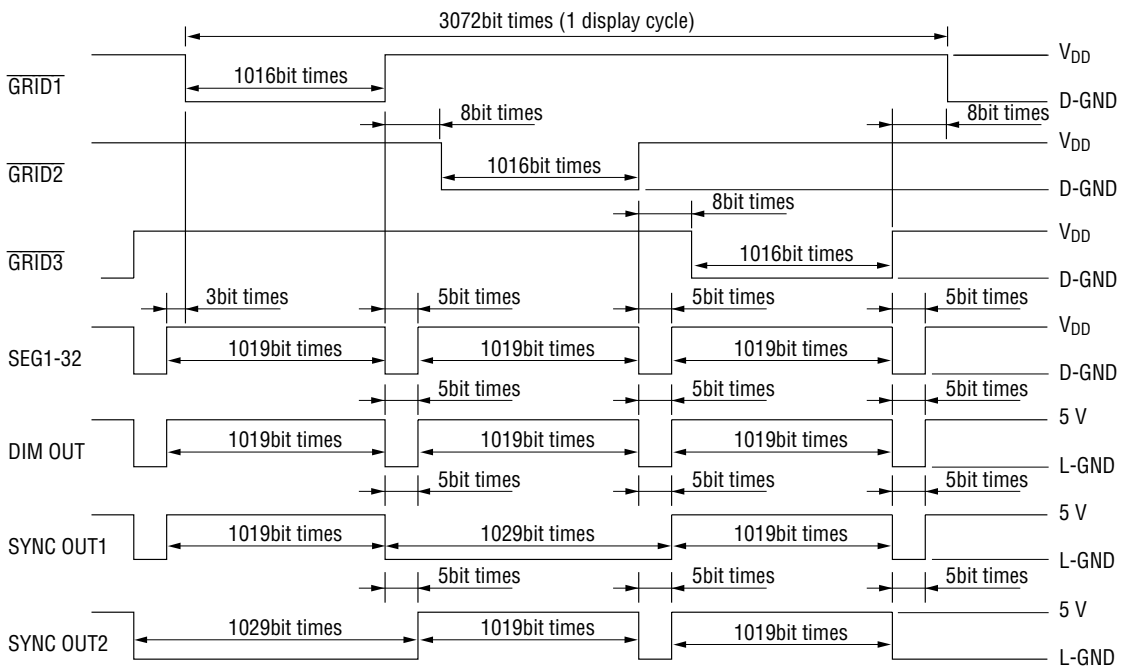 3072bit times (1 display cycle)
GRID1
1016bit times
VDD
D-GND
8bit times
8bit times
GRID2
1016bit times
VDD
D-GND
8bit times
GRID3
1016bit times
VDD
D-GND
3bit times
5bit times
5bit times
5bit times
SEG1-32
1019bit times
1019bit times
1019bit times
VDD
D-GND
5bit times
5bit times
5bit times
DIM OUT
1019bit times
1019bit times
1019bit times
5 V
L-GND
5bit times
5bit times
5bit times
SYNC OUT1
1019bit times
1029bit times
1019bit times
5 V
L-GND
5bit times
5bit times
5bit times
SYNC OUT2
1029bit times
1019bit times
1019bit times
5 V
L-GND